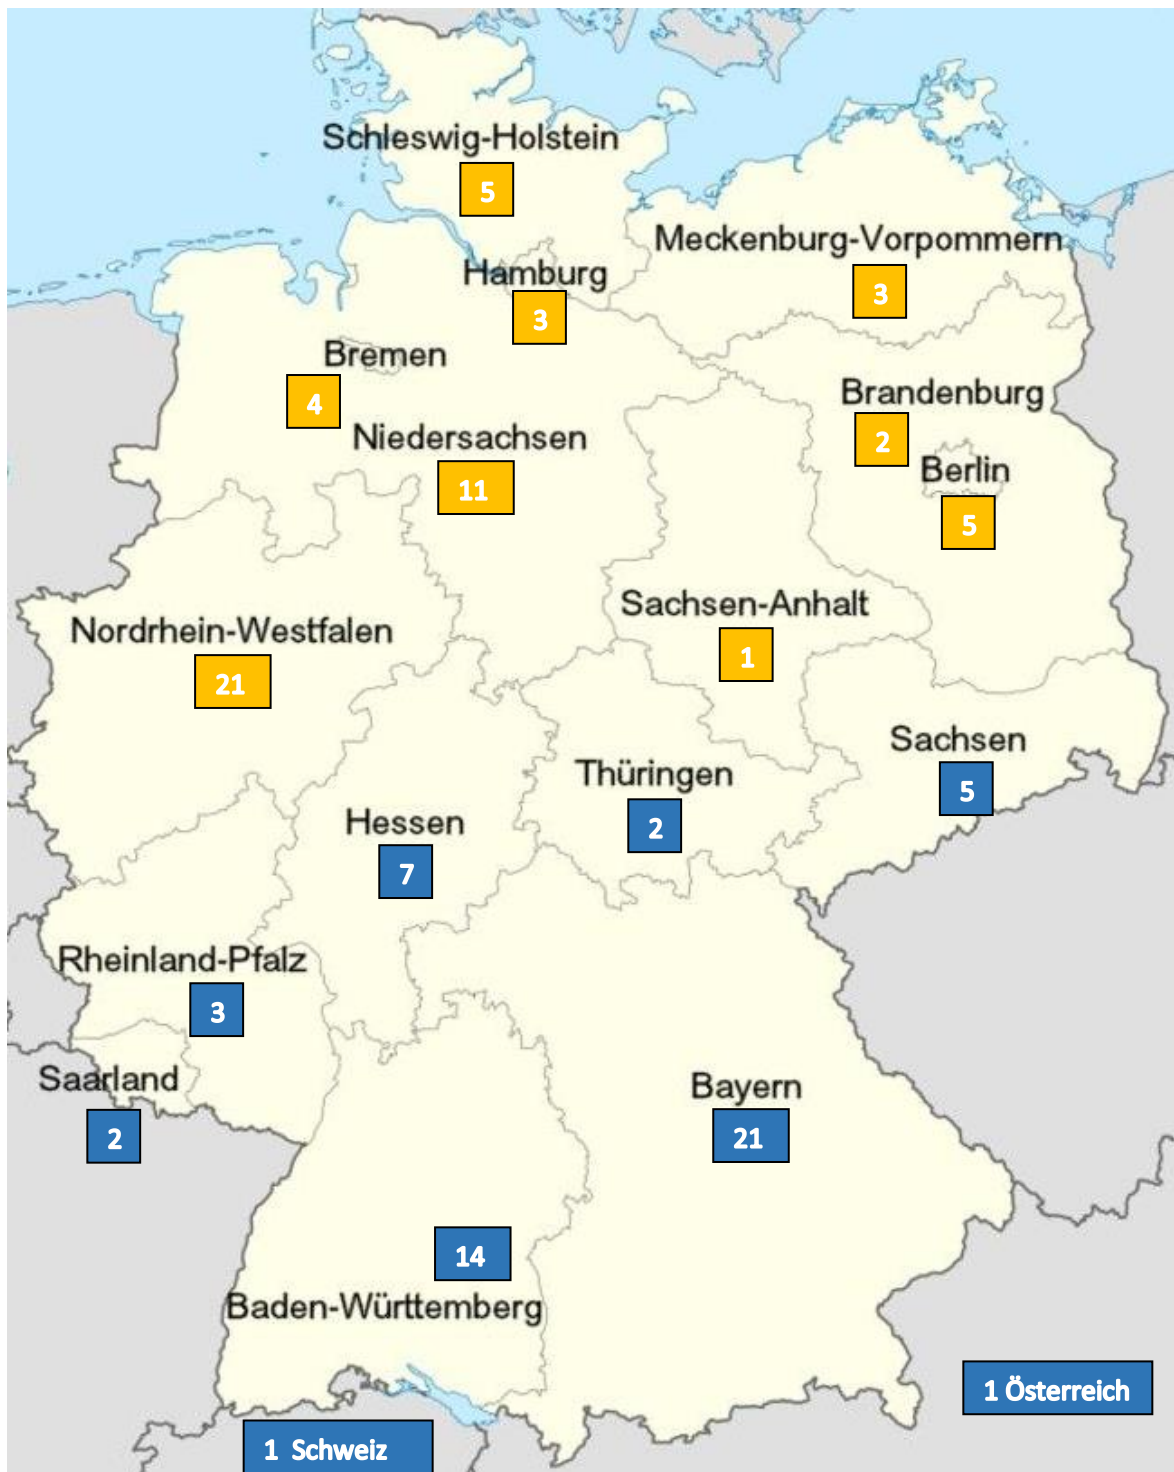 Schleswig-Holstein
5
Meckenburg-Vorpommern
3
Hamburg
3
Bremen
4
Brandenburg
2
Niedersachsen
11
Berlin
5
Sachsen-Anhalt
1
Nordrhein-Westfalen
21
Sachsen
5
Thüringen
2
Hessen
7
Rheinland-Pfalz
3
Saarland
2
Bayern
21
14
Baden-Württemberg
1 Österreich
1 Schweiz